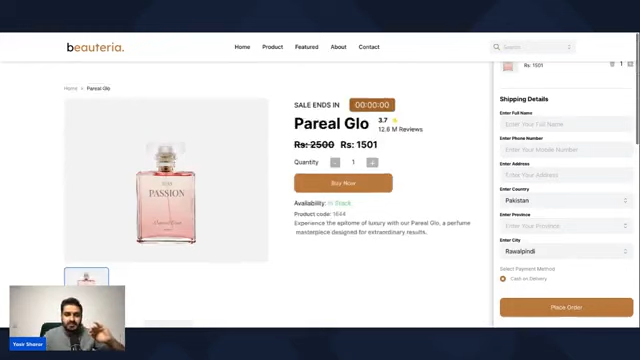 beauteria.
Home
Product
Featured
About
Contact
Search
Home > Pareal Glo
SALE ENDS IN 00:00:00
Pareal Glo 3.7
12.6 M Reviews
Rs: 2500 Rs: 1501
Quantity - 1 +
Buy Now
Availability: In Stock
Product code: 1644
Experience the epitome of luxury with our Pareal Glo, a perfume
masterpiece designed for extraordinary results.
PASSION
Rs: 1501
1
Shipping Details
Enter Full Name
Enter Your Full Name
Enter Phone Number
Enter Your Mobile Number
Enter Address
Enter Your Address
Enter Country
Pakistan
Enter Province
Enter Your Province
Enter City
Rawalpindi
Select Payment Method
Cash on Delivery
Place Order
Yasir Sharar